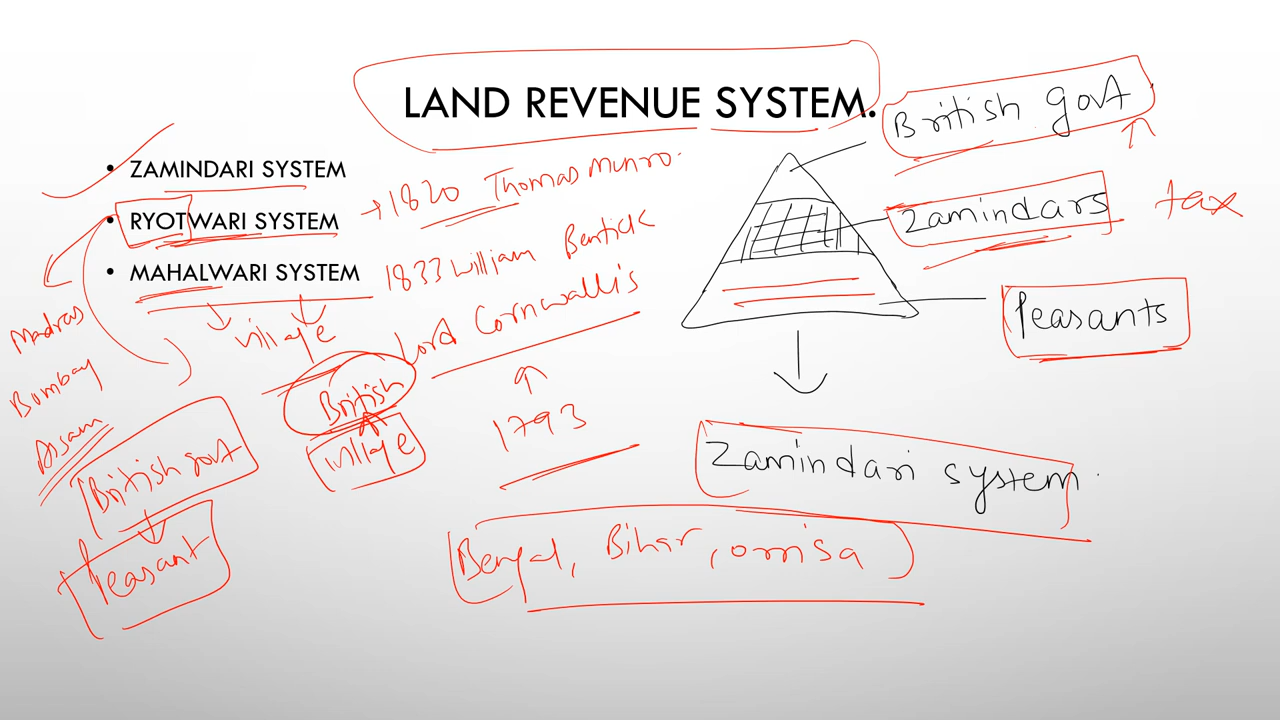 LAND REVENUE SYSTEM.
British govt
• ZAMINDARI SYSTEM
• RYOTWARI SYSTEM
→ 1820 Thomas Munro.
Zamindars
tax
• MAHALWARI SYSTEM
1833 William Bentick
village
Lord Cornwalli's
Peasants
Madras
Bombay
Assam
British
village
1793
British govt
Peasant
Zamindari system
Bengal, Bihar, orrisa